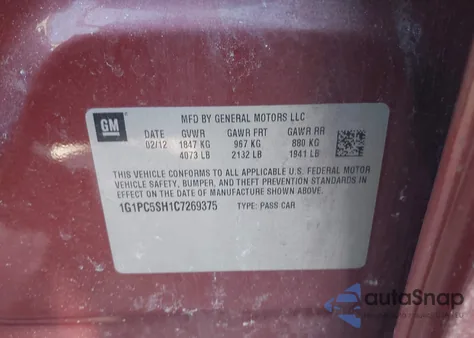 GM
MFD BY GENERAL MOTORS LLC
DATE GVWR GAWR FRT GAWR RR
02/12 1847 KG 967 KG 880 KG
4073 LB 2132 LB 1941 LB
THIS VEHICLE CONFORMS TO ALL APPLICABLE U.S. FEDERAL MOTOR
VEHICLE SAFETY, BUMPER, AND THEFT PREVENTION STANDARDS IN
EFFECT ON THE DATE OF MANUFACTURE SHOWN ABOVE.
1G1PC5SH1C7269375 TYPE: PASS CAR
autaSnap